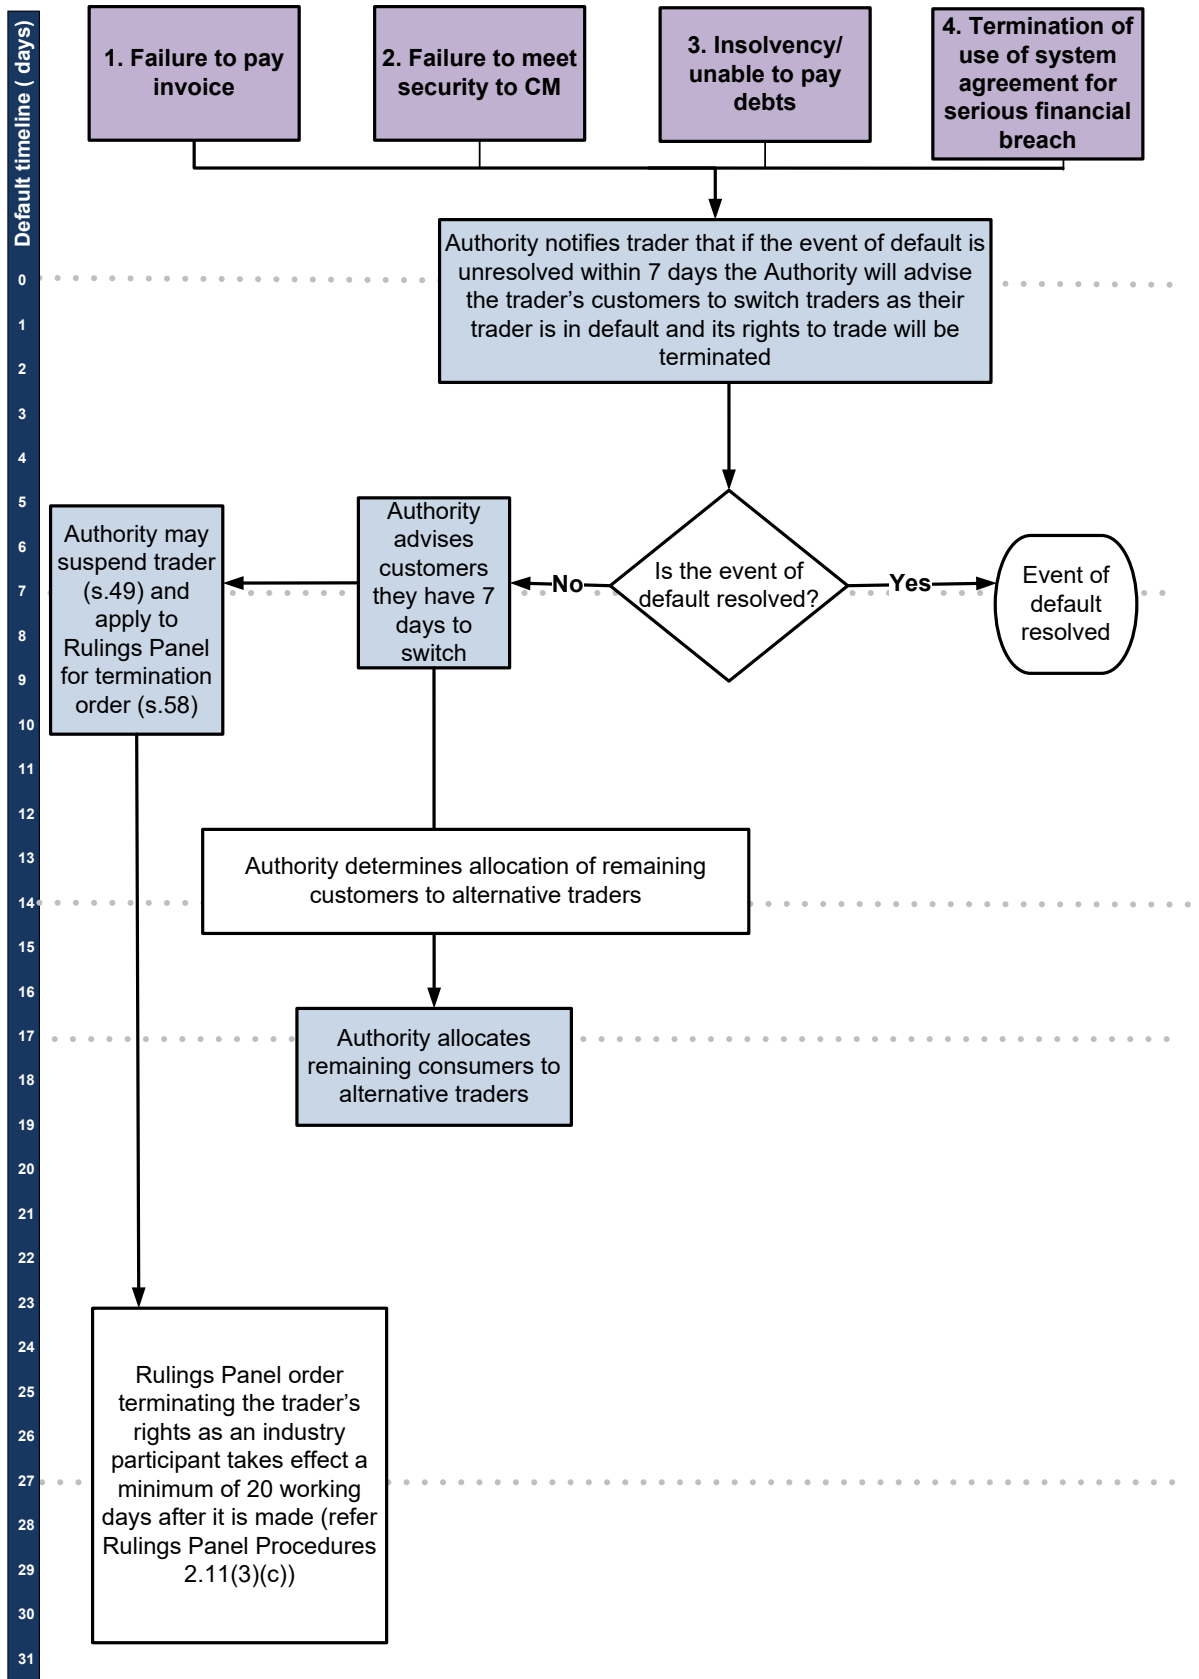 Default timeline ( days)
1. Failure to pay
invoice
2. Failure to meet
security to CM
3. Insolvency/
unable to pay
debts
4. Termination of
use of system
agreement for
serious financial
breach
Authority notifies trader that if the event of default is
unresolved within 7 days the Authority will advise
the trader’s customers to switch traders as their
trader is in default and its rights to trade will be
terminated
0
1
2
3
4
5
6
7
8
9
10
11
12
13
14
15
16
17
18
19
20
21
22
23
24
25
26
27
28
29
30
31
Authority may
suspend trader
(s.49) and
apply to
Rulings Panel
for termination
order (s.58)
Authority
advises
customers
they have 7
days to
switch
No
Is the event of
default resolved?
Yes
Event of
default
resolved
Authority determines allocation of remaining
customers to alternative traders
Authority allocates
remaining consumers to
alternative traders
Rulings Panel order
terminating the trader’s
rights as an industry
participant takes effect a
minimum of 20 working
days after it is made (refer
Rulings Panel Procedures
2.11(3)(c))